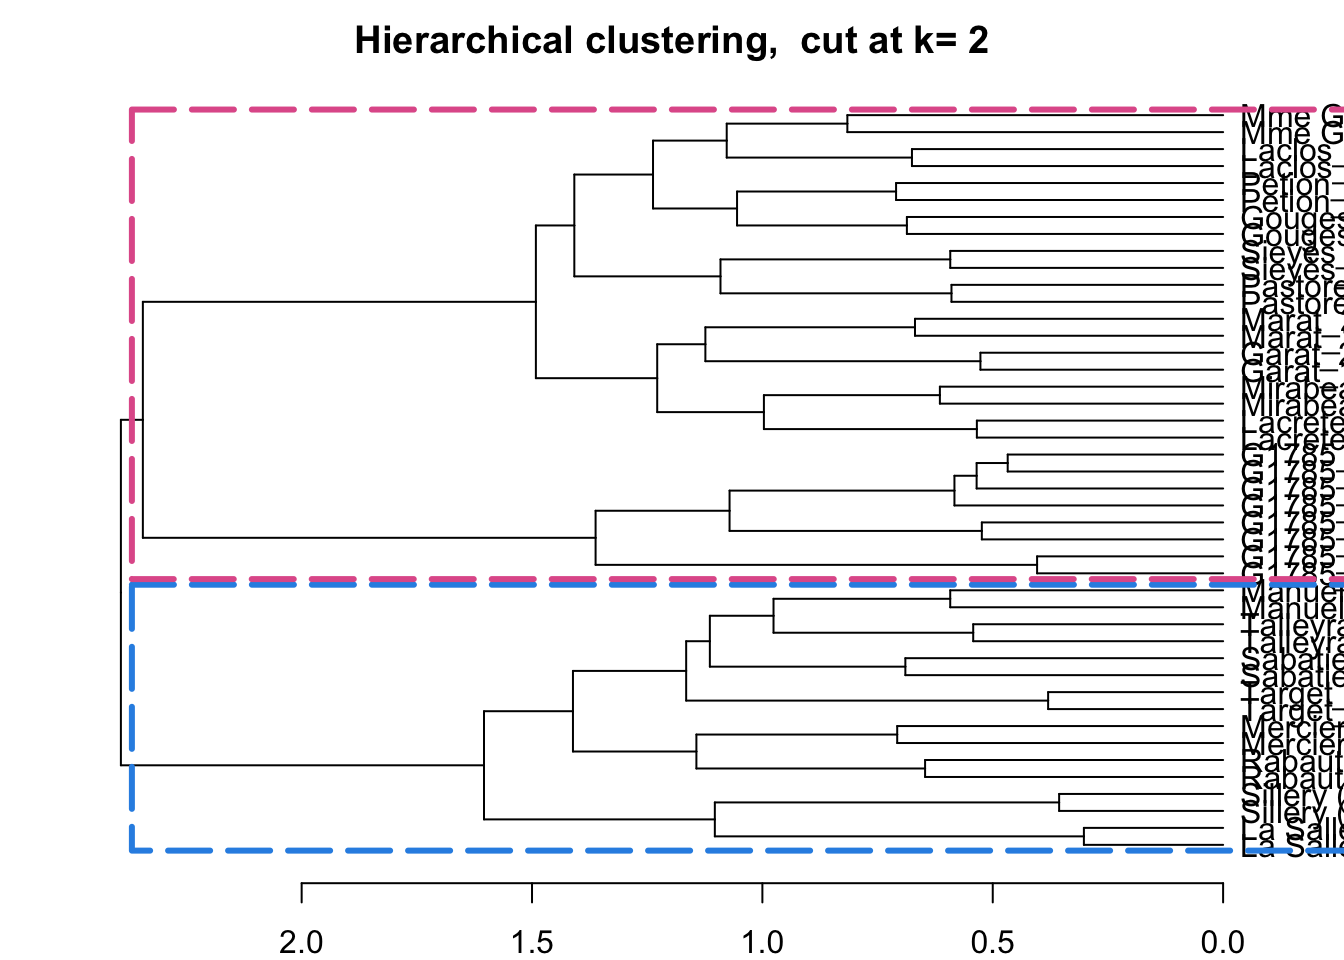 Hierarchical clustering,  cut at k= 2
Mme G
Mme G
Laclos
Laclos
Petion
Petion
Gouges
Gouges
Sieyes
Sieyes
Pastore
Pastore
Marat
Marat
Garat
Garat
Mirabea
Mirabea
Lacrete
Lacrete
G1785
G1785
G1785
G1785
G1785
G1785
G1785
G1785
Manuel
Manuel
Talleyra
Talleyra
Sabatie
Sabatie
Target
Target
Mercier
Mercier
Rabaut
Rabaut
Sillery (
Sillery (
La Salle
La Salle
2.0 1.5 1.0 0.5 0.0